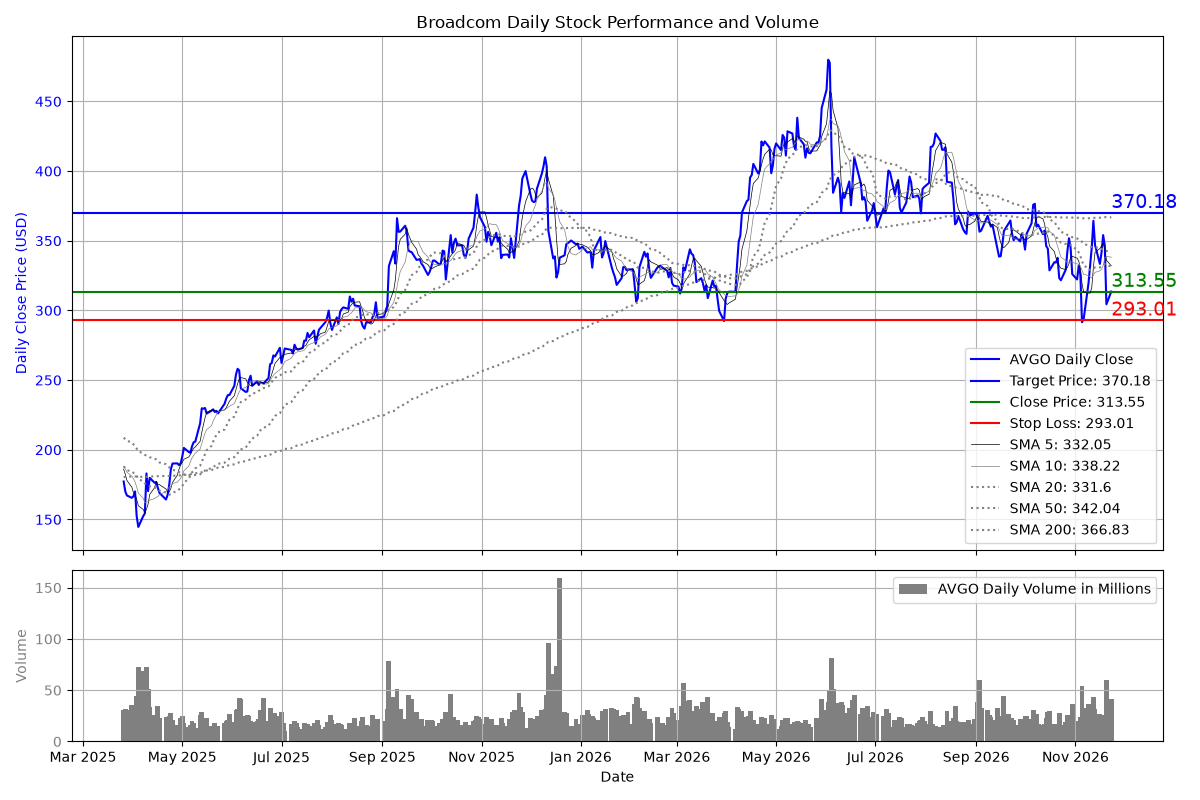 Broadcom Daily Stock Performance and Volume
Daily Close Price (USD)
450
400
350
300
250
200
150
370.18
313.55
293.01
AVGO Daily Close
Target Price: 370.18
Close Price: 313.55
Stop Loss: 293.01
SMA 5: 332.05
SMA 10: 338.22
SMA 20: 331.6
SMA 50: 342.04
SMA 200: 366.83
Volume
150
100
50
0
AVGO Daily Volume in Millions
Mar 2025 May 2025 Jul 2025 Sep 2025 Nov 2025 Jan 2026 Mar 2026 May 2026 Jul 2026 Sep 2026 Nov 2026
Date